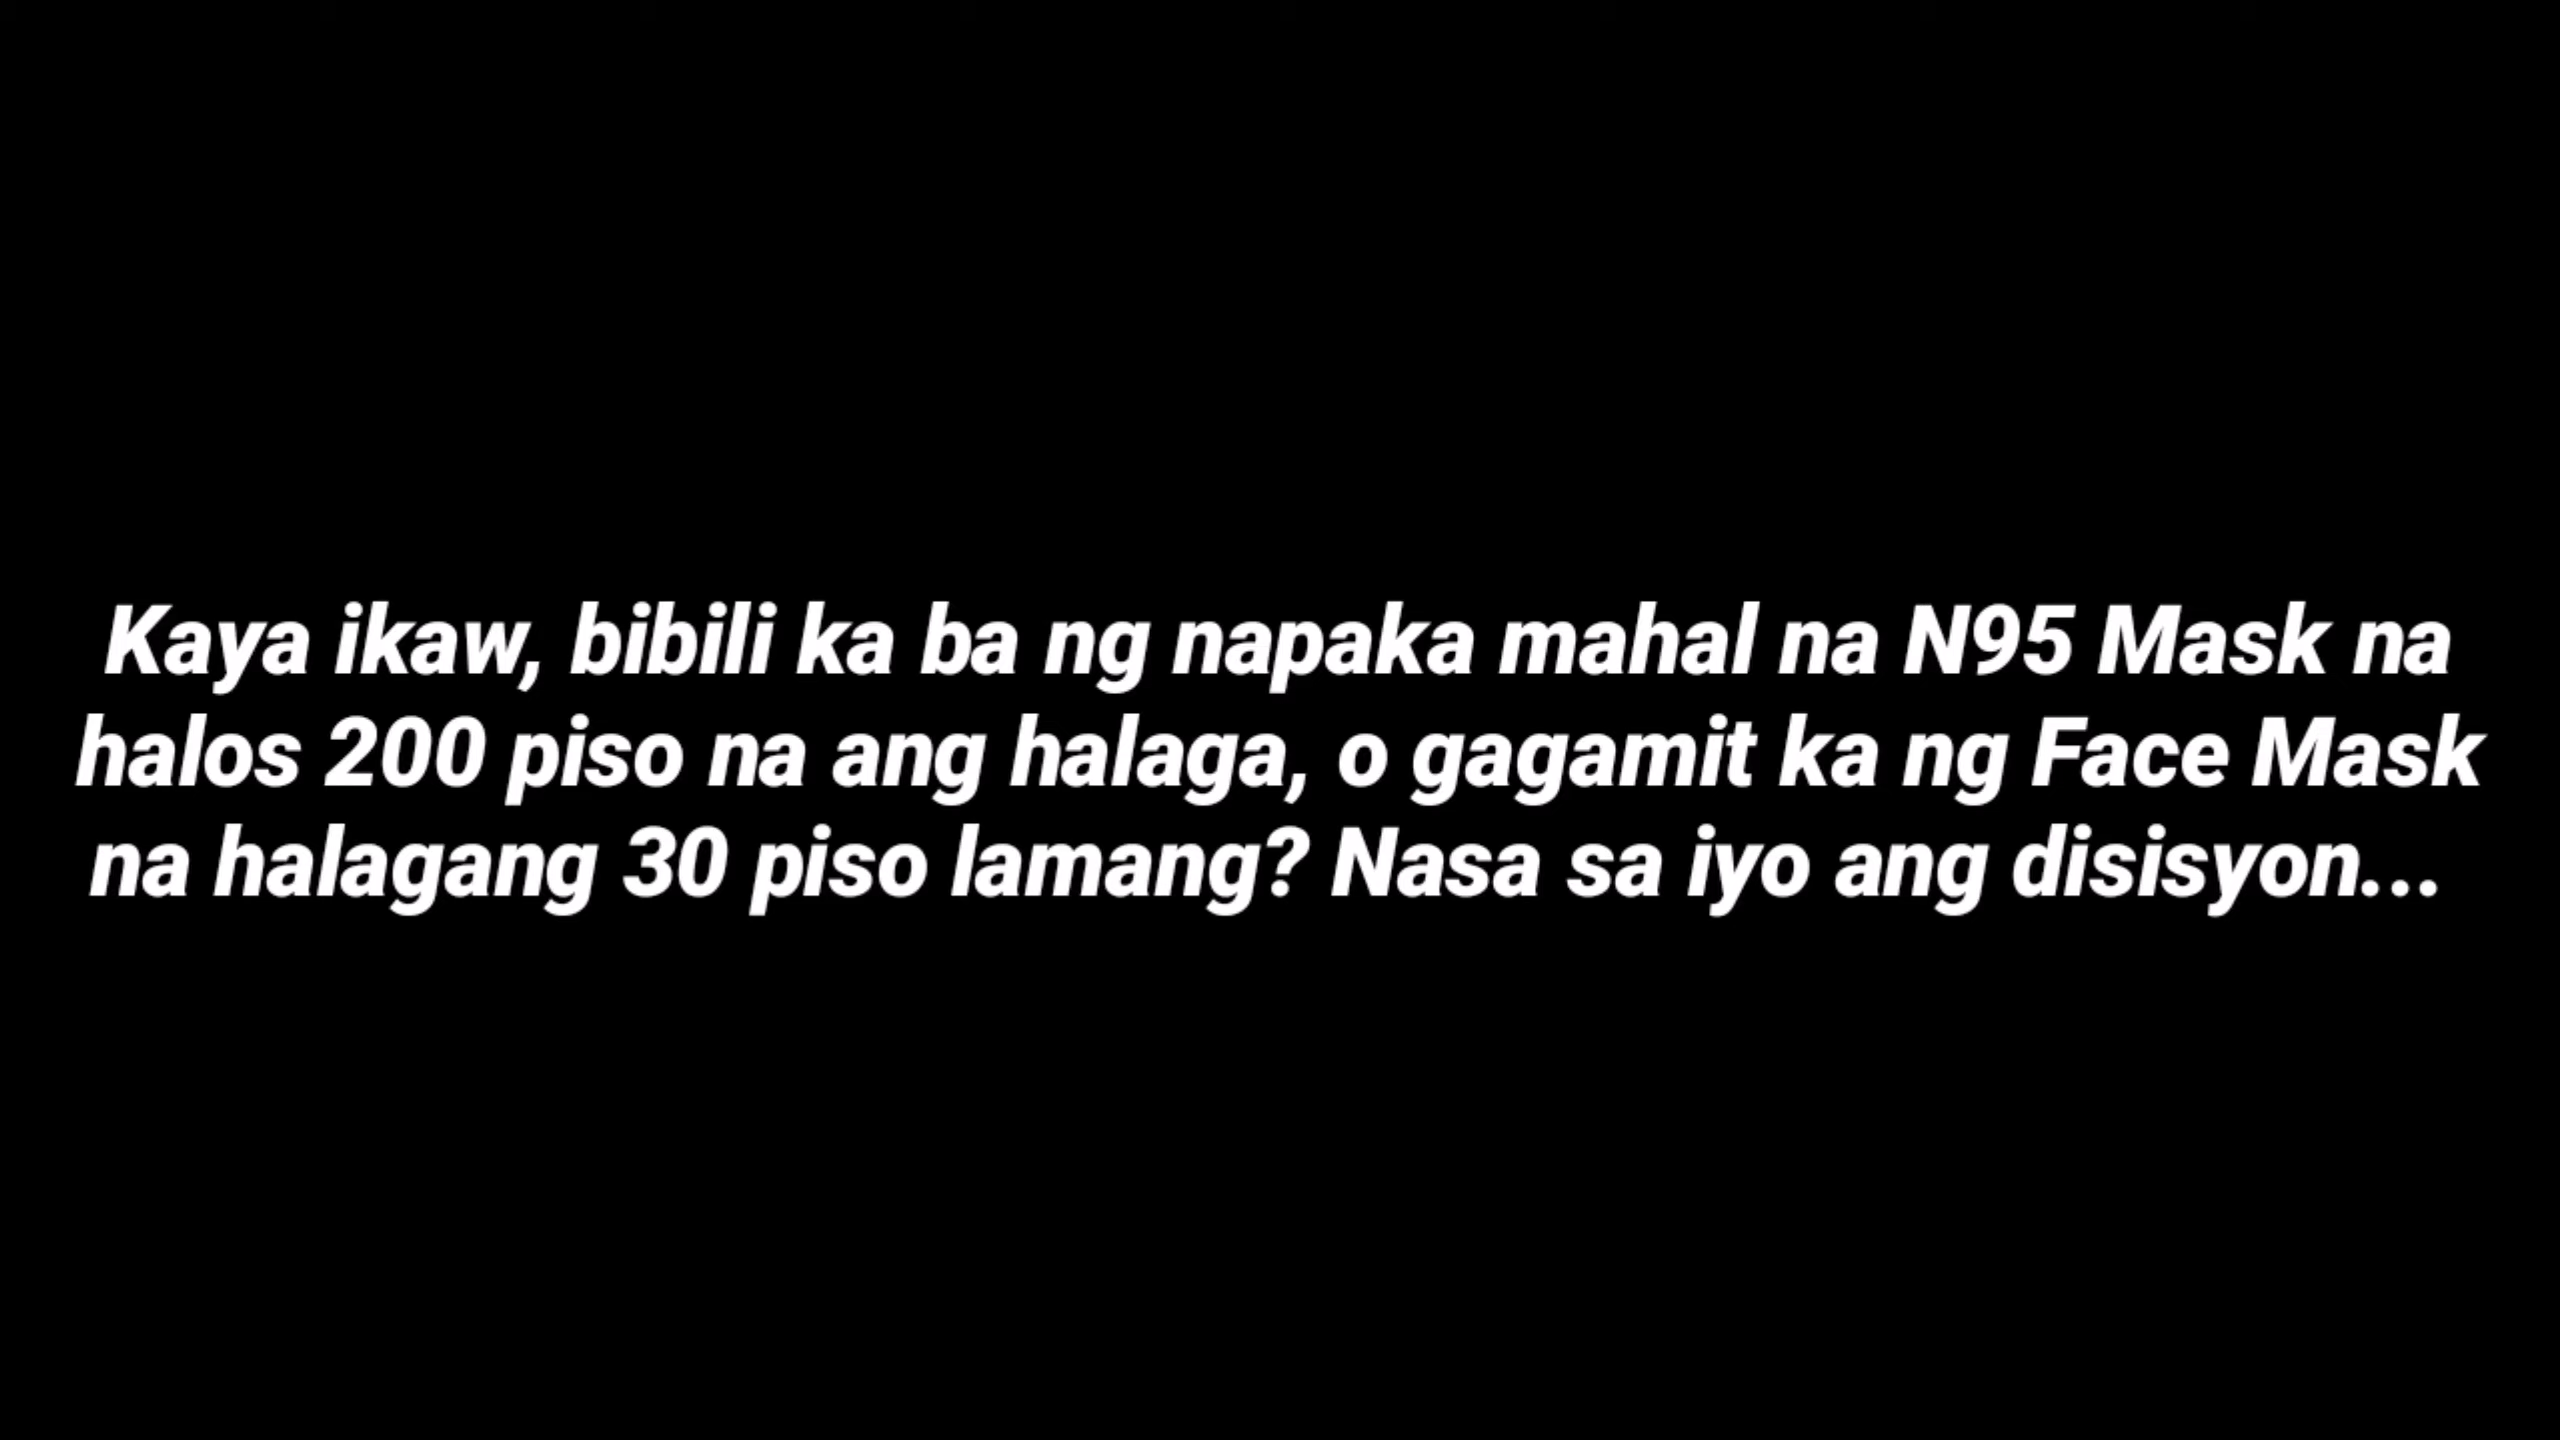 Kaya ikaw, bibili ka ba ng napaka mahal na N95 Mask na
halos 200 piso na ang halaga, o gagamit ka ng Face Mask
na halagang 30 piso lamang? Nasa sa iyo ang disisyon...